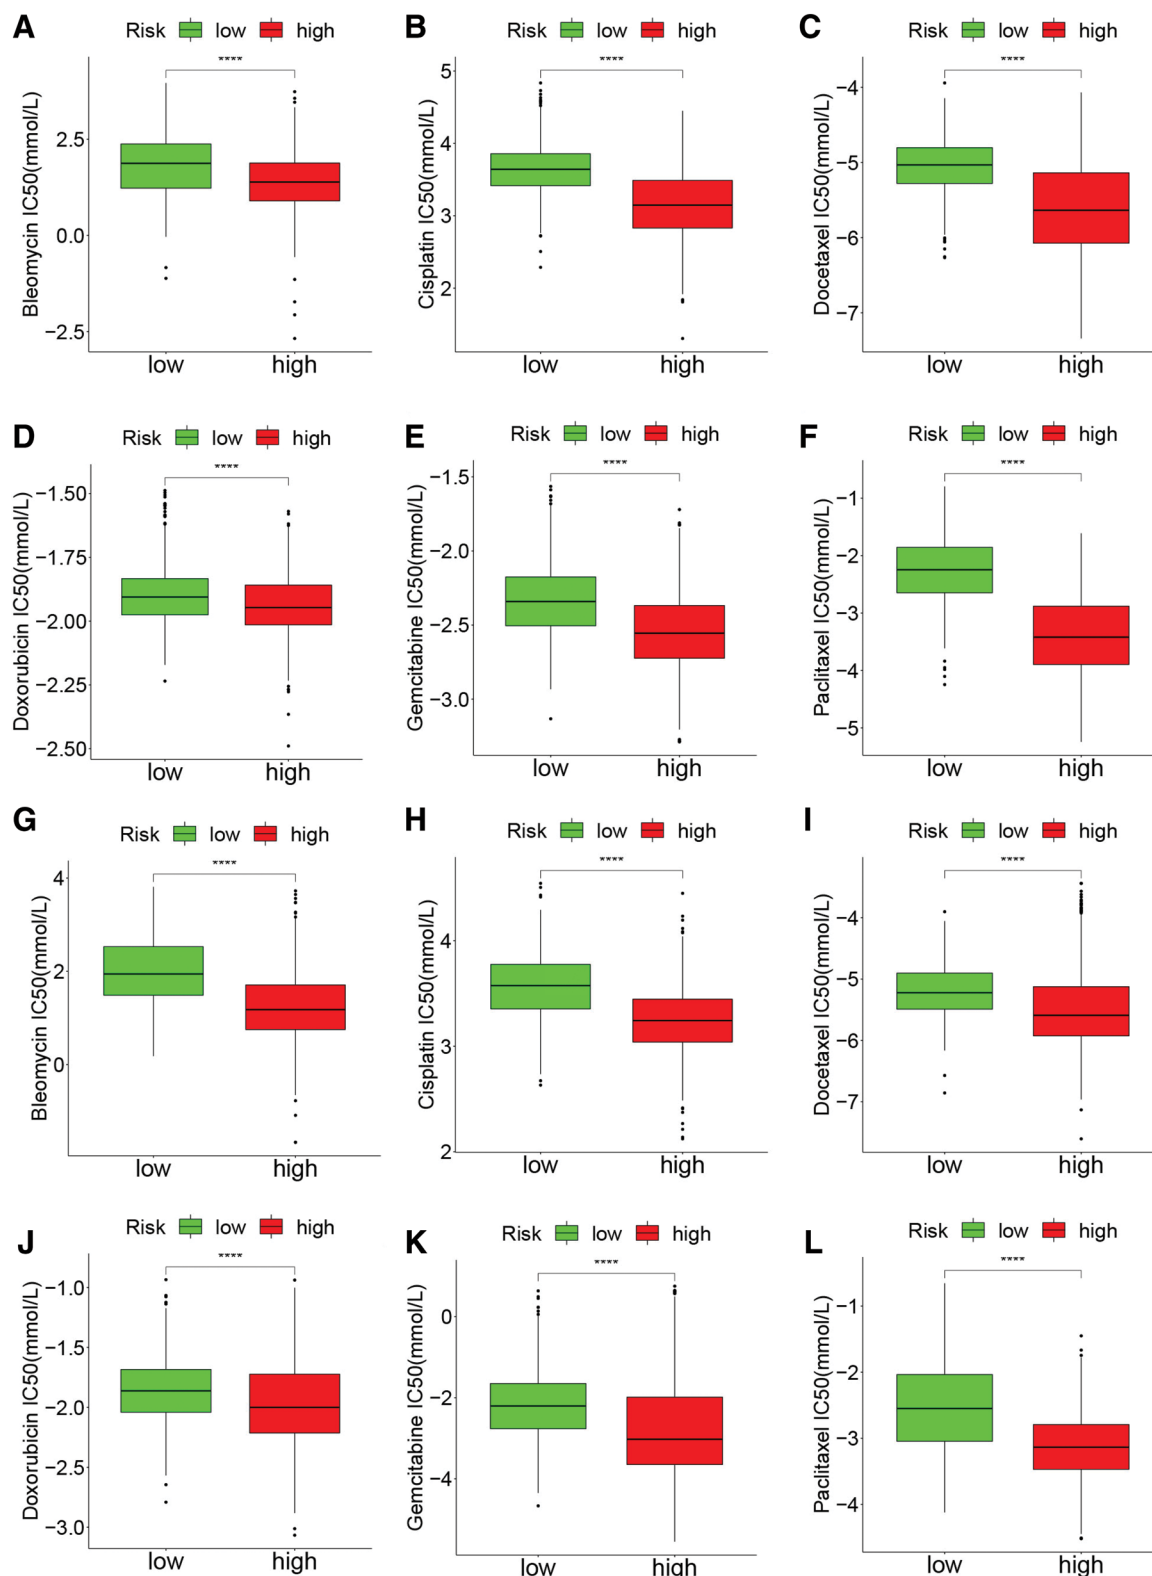 A Risk low high
****
Bleomycin IC50(mmol/L)
2.5
0.0
−2.5
low high
B Risk low high
****
Cisplatin IC50(mmol/L)
5
4
3
2
low high
C Risk low high
****
Docetaxel IC50(mmol/L)
−4
−5
−6
−7
low high
D Risk low high
****
Doxorubicin IC50(mmol/L)
−1.50
−1.75
−2.00
−2.25
−2.50
low high
E Risk low high
****
Gemcitabine IC50(mmol/L)
−1.5
−2.0
−2.5
−3.0
low high
F Risk low high
****
Paclitaxel IC50(mmol/L)
−1
−2
−3
−4
−5
low high
G Risk low high
****
Bleomycin IC50(mmol/L)
4
2
0
low high
H Risk low high
****
Cisplatin IC50(mmol/L)
4
3
2
low high
I Risk low high
****
Docetaxel IC50(mmol/L)
−4
−5
−6
−7
low high
J Risk low high
****
Doxorubicin IC50(mmol/L)
−1.0
−1.5
−2.0
−2.5
−3.0
low high
K Risk low high
****
Gemcitabine IC50(mmol/L)
0
−2
−4
low high
L Risk low high
****
Paclitaxel IC50(mmol/L)
−1
−2
−3
−4
low high